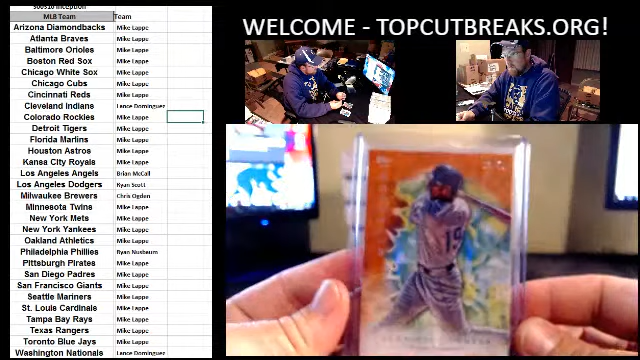 WELCOME - TOPCUTBREAKS.ORG!
MLB Team Team
Arizona Diamondbacks Mike Lappe
Atlanta Braves Mike Lappe
Baltimore Orioles Mike Lappe
Boston Red Sox Mike Lappe
Chicago White Sox Mike Lappe
Chicago Cubs Mike Lappe
Cincinnati Reds Mike Lappe
Cleveland Indians Lance Dominguez
Colorado Rockies Mike Lappe
Detroit Tigers Mike Lappe
Florida Marlins Mike Lappe
Houston Astros Mike Lappe
Kansa City Royals Mike Lappe
Los Angeles Angels Brian McCall
Los Angeles Dodgers Ryan Scott
Milwaukee Brewers Chris Ogden
Minnesota Twins Mike Lappe
New York Mets Mike Lappe
New York Yankees Mike Lappe
Oakland Athletics Mike Lappe
Philadelphia Phillies Ryan Nusbaum
Pittsburgh Pirates Mike Lappe
San Diego Padres Mike Lappe
San Francisco Giants Mike Lappe
Seattle Mariners Mike Lappe
St. Louis Cardinals Mike Lappe
Tampa Bay Rays Mike Lappe
Texas Rangers Mike Lappe
Toronto Blue Jays Mike Lappe
Washington Nationals Lance Dominguez
19